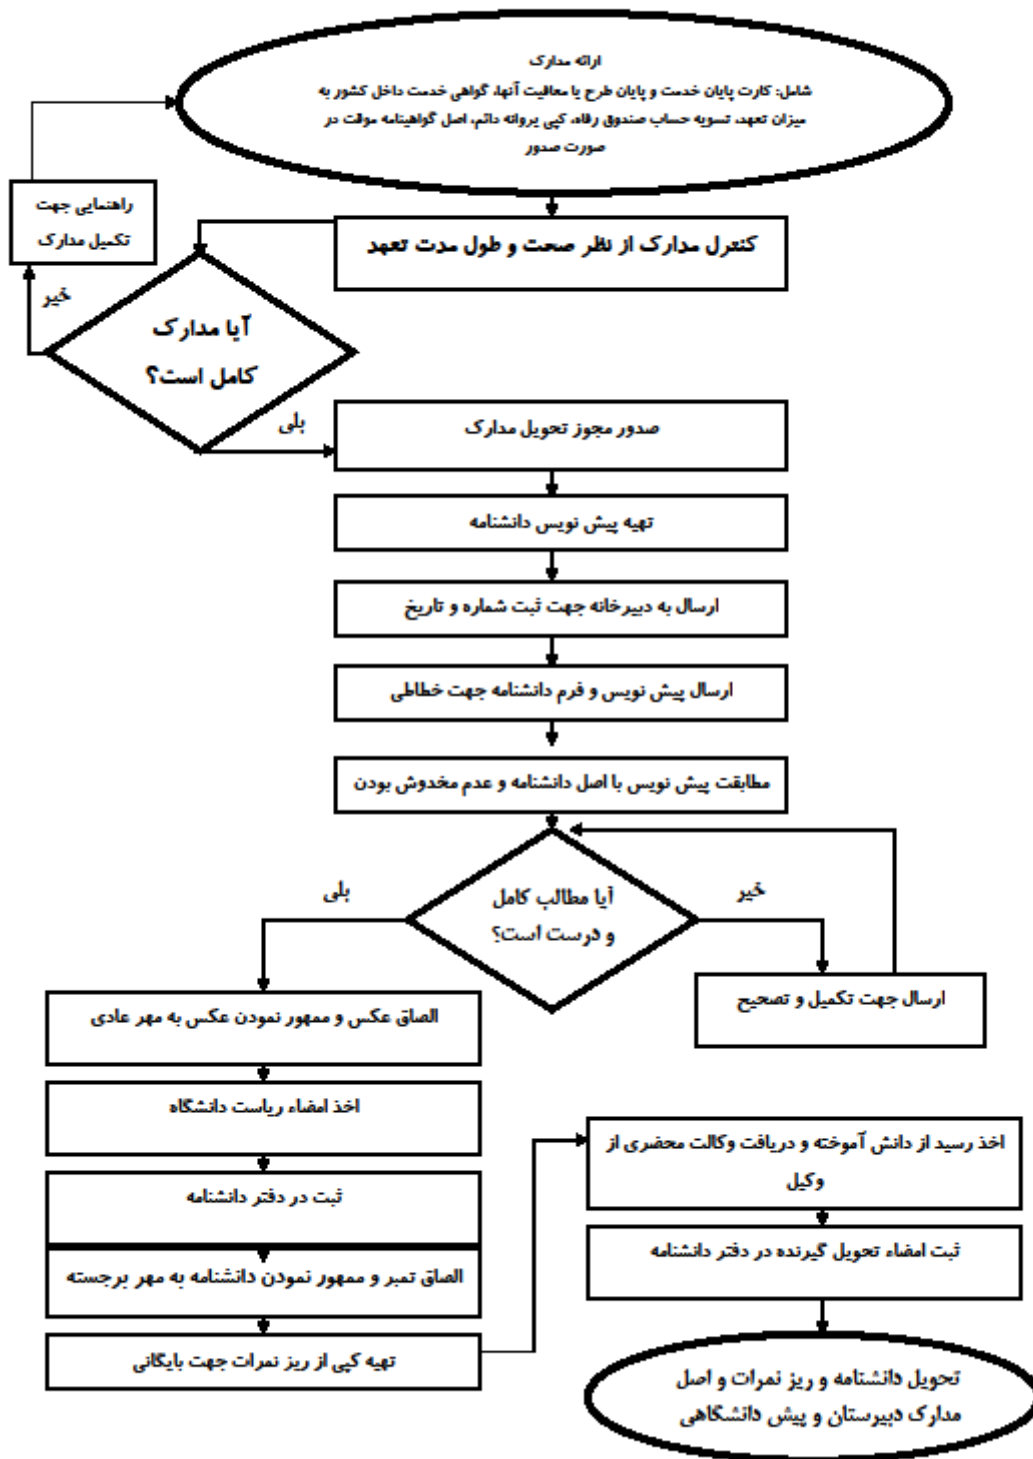 ارائه مدارک
شامل: کارت پایان خدمت و پایان طرح یا معافیت آنها، گواهی خدمت داخل کشور به
میزان تعهد، تسویه حساب صندوق رفاه، کپی پروانه دائم، اصل گواهینامه موقت در
صورت صدور
راهنمایی جهت
تکمیل مدارک
کنترل مدارک از نظر صحت و طول مدت تعهد
خیر
آیا مدارک
کامل است؟
بلی
صدور مجوز تحویل مدارک
تهیه پیش نویس دانشنامه
ارسال به دبیرخانه جهت ثبت شماره و تاریخ
ارسال پیش نویس و فرم دانشنامه جهت خطاطی
مطابقت پیش نویس با اصل دانشنامه و عدم مخدوش بودن
آیا مطالب کامل
و درست است؟
خیر
بلی
ارسال جهت تکمیل و تصحیح
الصاق عکس و ممهور نمودن عکس به مهر عادی
اخذ امضاء ریاست دانشگاه
ثبت در دفتر دانشنامه
الصاق تمبر و ممهور نمودن دانشنامه به مهر برجسته
تهیه کپی از ریز نمرات جهت بایگانی
اخذ رسید از دانش آموخته و دریافت وکالت محضری از
وکیل
ثبت امضاء تحویل گیرنده در دفتر دانشنامه
تحویل دانشنامه و ریز نمرات و اصل
مدارک دبیرستان و پیش دانشگاهی